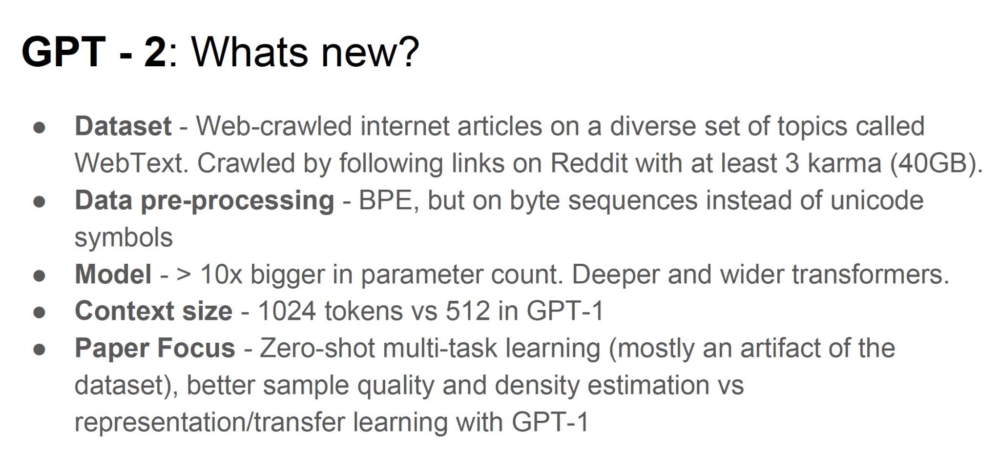 GPT - 2: Whats new?
● Dataset - Web-crawled internet articles on a diverse set of topics called
WebText. Crawled by following links on Reddit with at least 3 karma (40GB).
● Data pre-processing - BPE, but on byte sequences instead of unicode
symbols
● Model - > 10x bigger in parameter count. Deeper and wider transformers.
● Context size - 1024 tokens vs 512 in GPT-1
● Paper Focus - Zero-shot multi-task learning (mostly an artifact of the
dataset), better sample quality and density estimation vs
representation/transfer learning with GPT-1